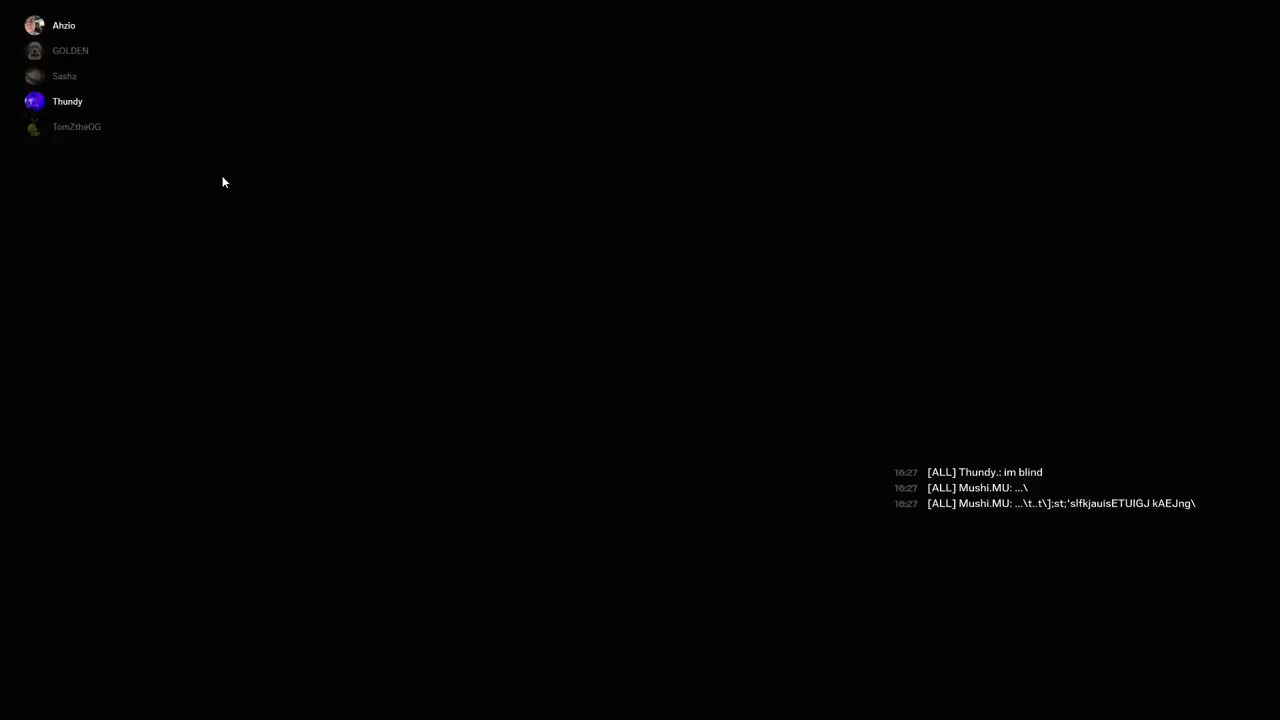 Ahzio
GOLDEN
Sasha
Thundy
TomZtheOG
16:27 [ALL] Thundy.: im blind
16:27 [ALL] Mushi.MU: ...\
16:27 [ALL] Mushi.MU: ...\t..t\];st;'slfkjauisETUIGJ kAEJng\